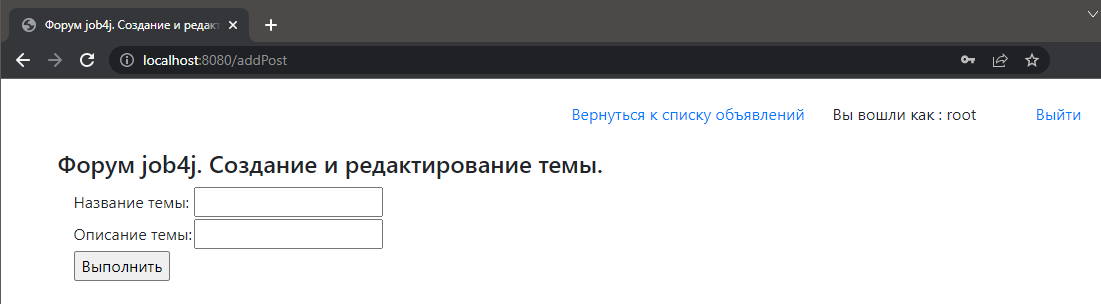 Форум job4j. Создание и редакт
localhost:8080/addPost
Вернуться к списку объявлений Вы вошли как : root Выйти
Форум job4j. Создание и редактирование темы.
Название темы:
Описание темы:
Выполнить